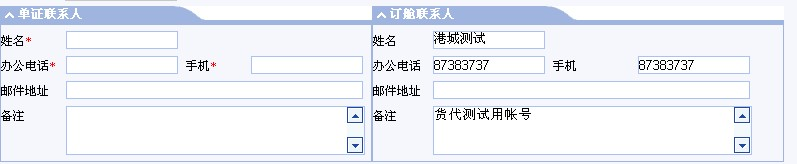 单证联系人
姓名*
办公电话* 手机*
邮件地址
备注
订舱联系人
姓名 港城测试
办公电话 87383737 手机 87383737
邮件地址
备注 货代测试用帐号